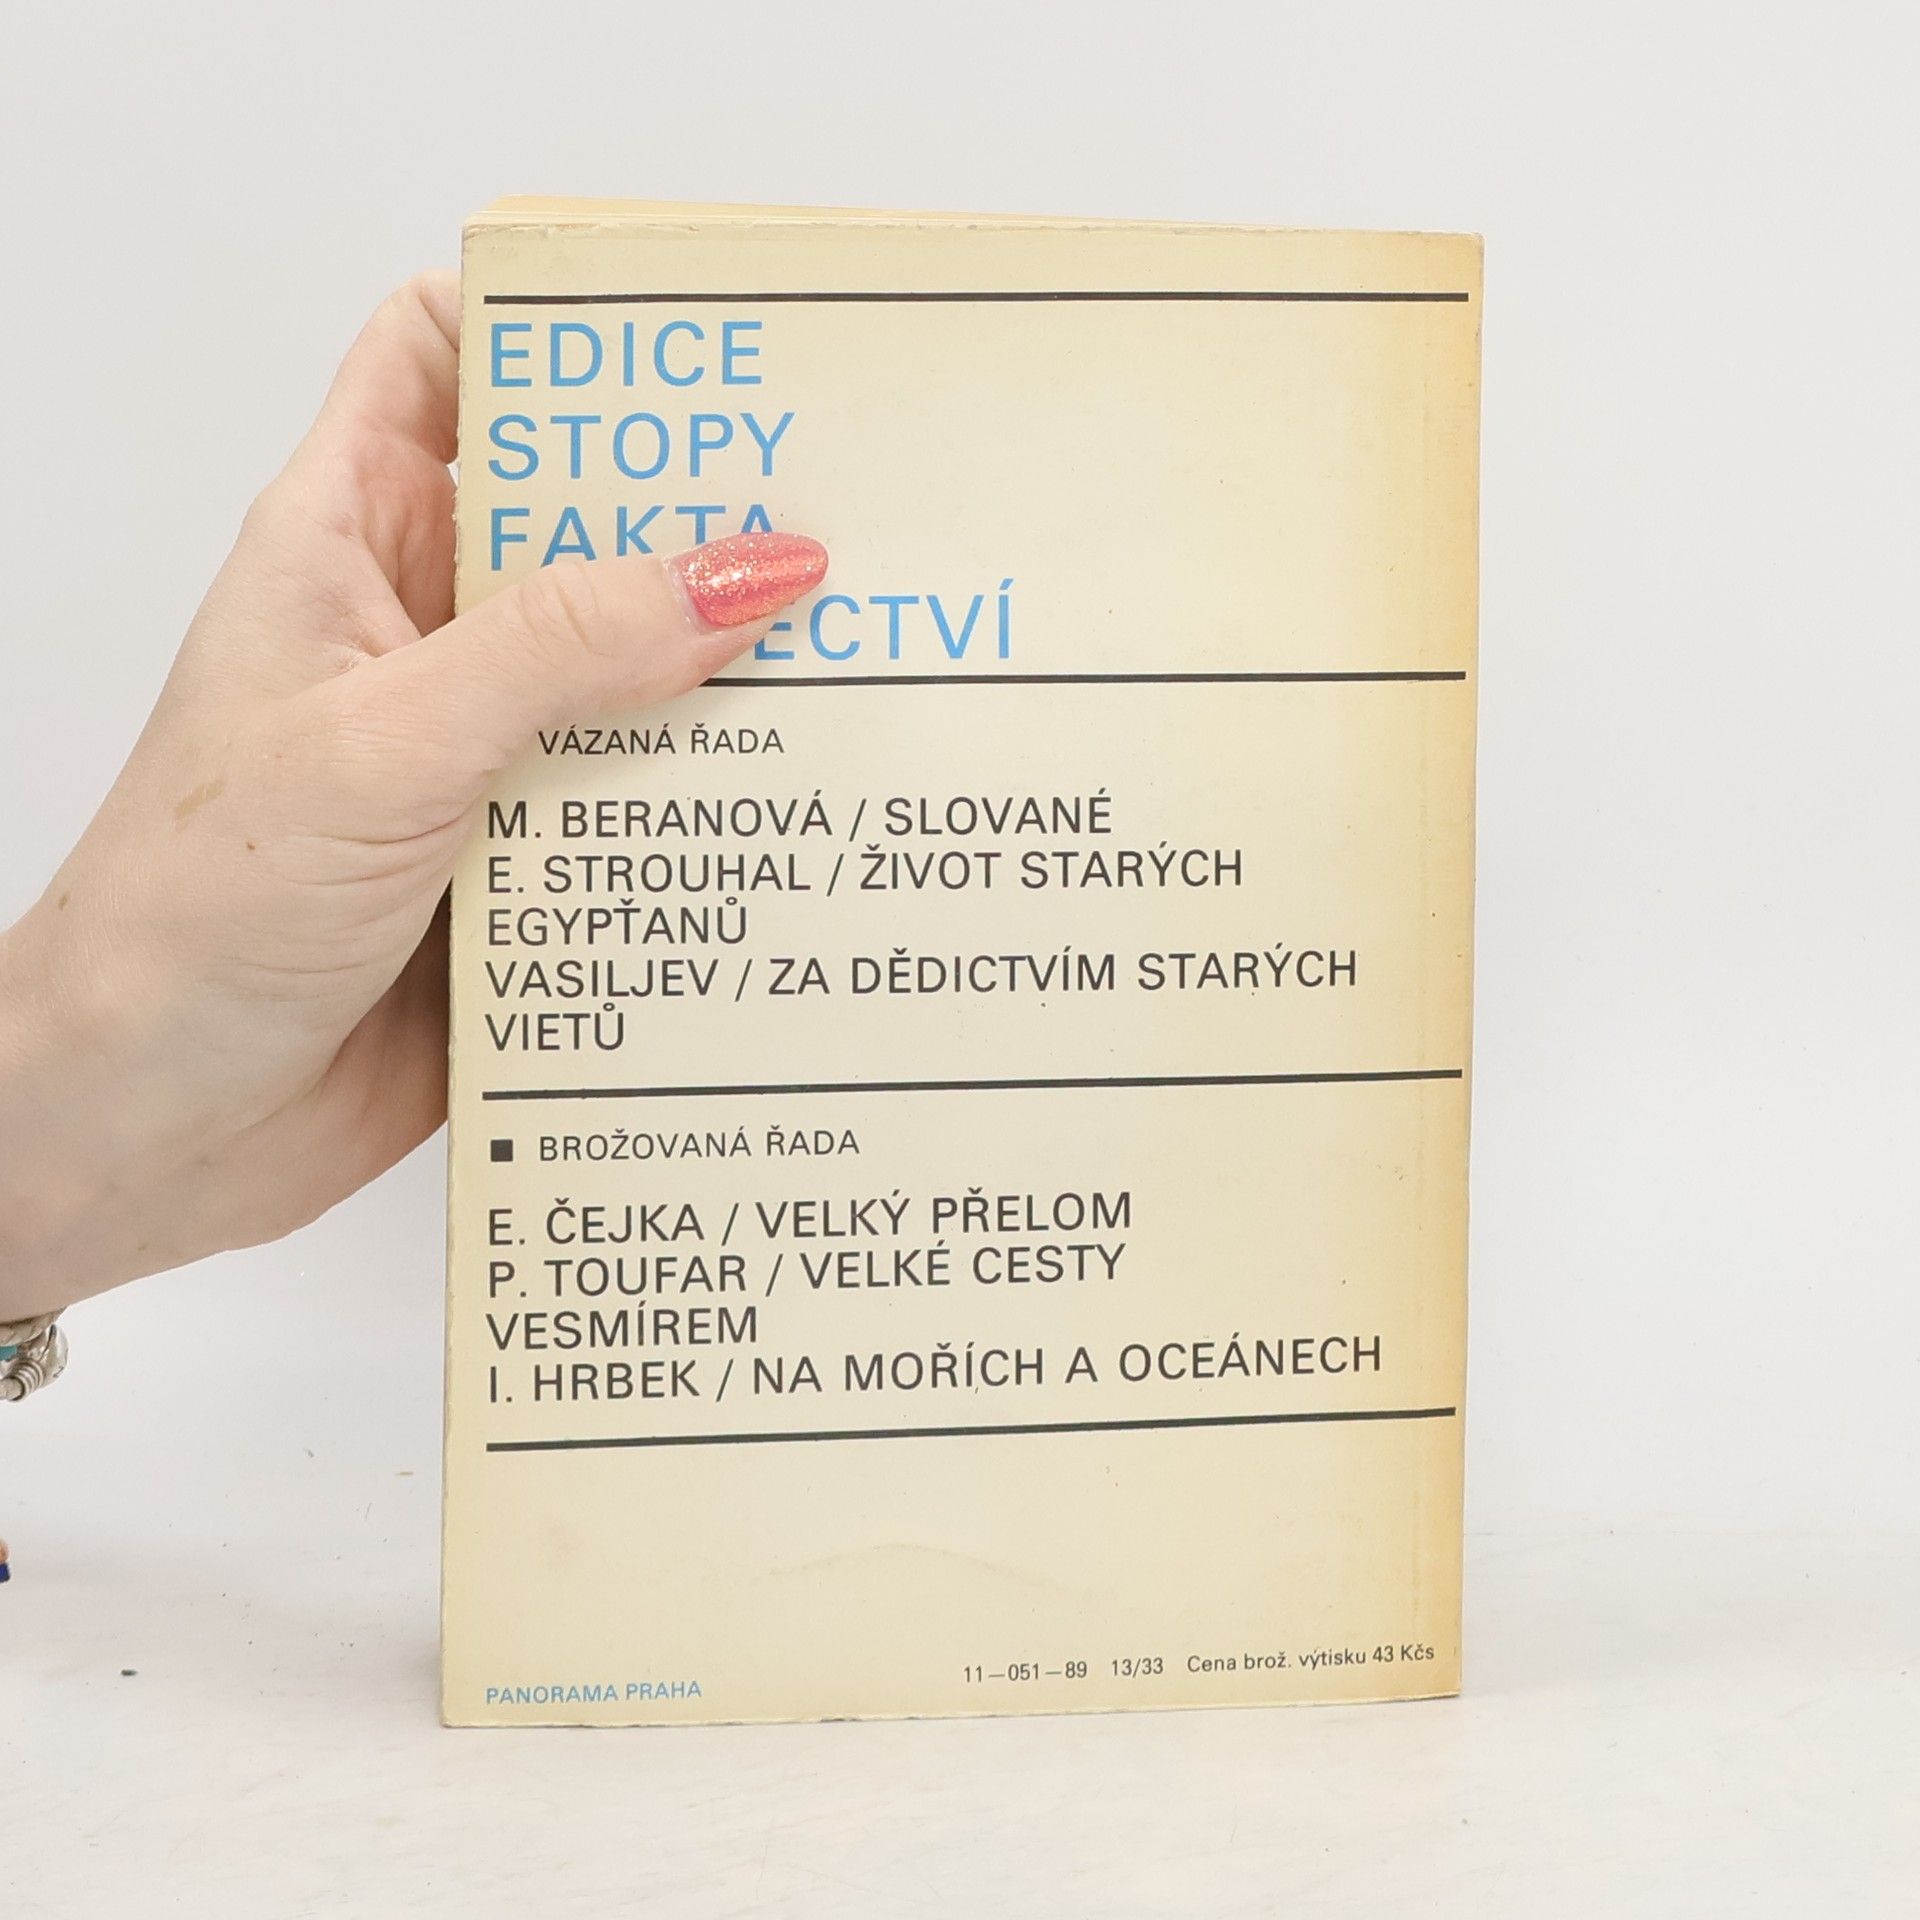 EDICE
STOPY
FAKTA
VÁZANÁ ŘADA
M. BERANOVÁ / SLOVANÉ
E. STROUHAL / ŽIVOT STARÝCH
EGYPŤANŮ
VASILJEV / ZA DĚDICTVÍM STARÝCH
VIETŮ
■ BROŽOVANÁ ŘADA
E. ČEJKA / VELKÝ PŘELOM
P. TOUFAR / VELKÉ CESTY
VESMÍREM
I. HRBEK / NA MOŘÍCH A OCEÁNECH
PANORAMA PRAHA
11—051—89 13/33 Cena brož. výtisku 43 Kčs